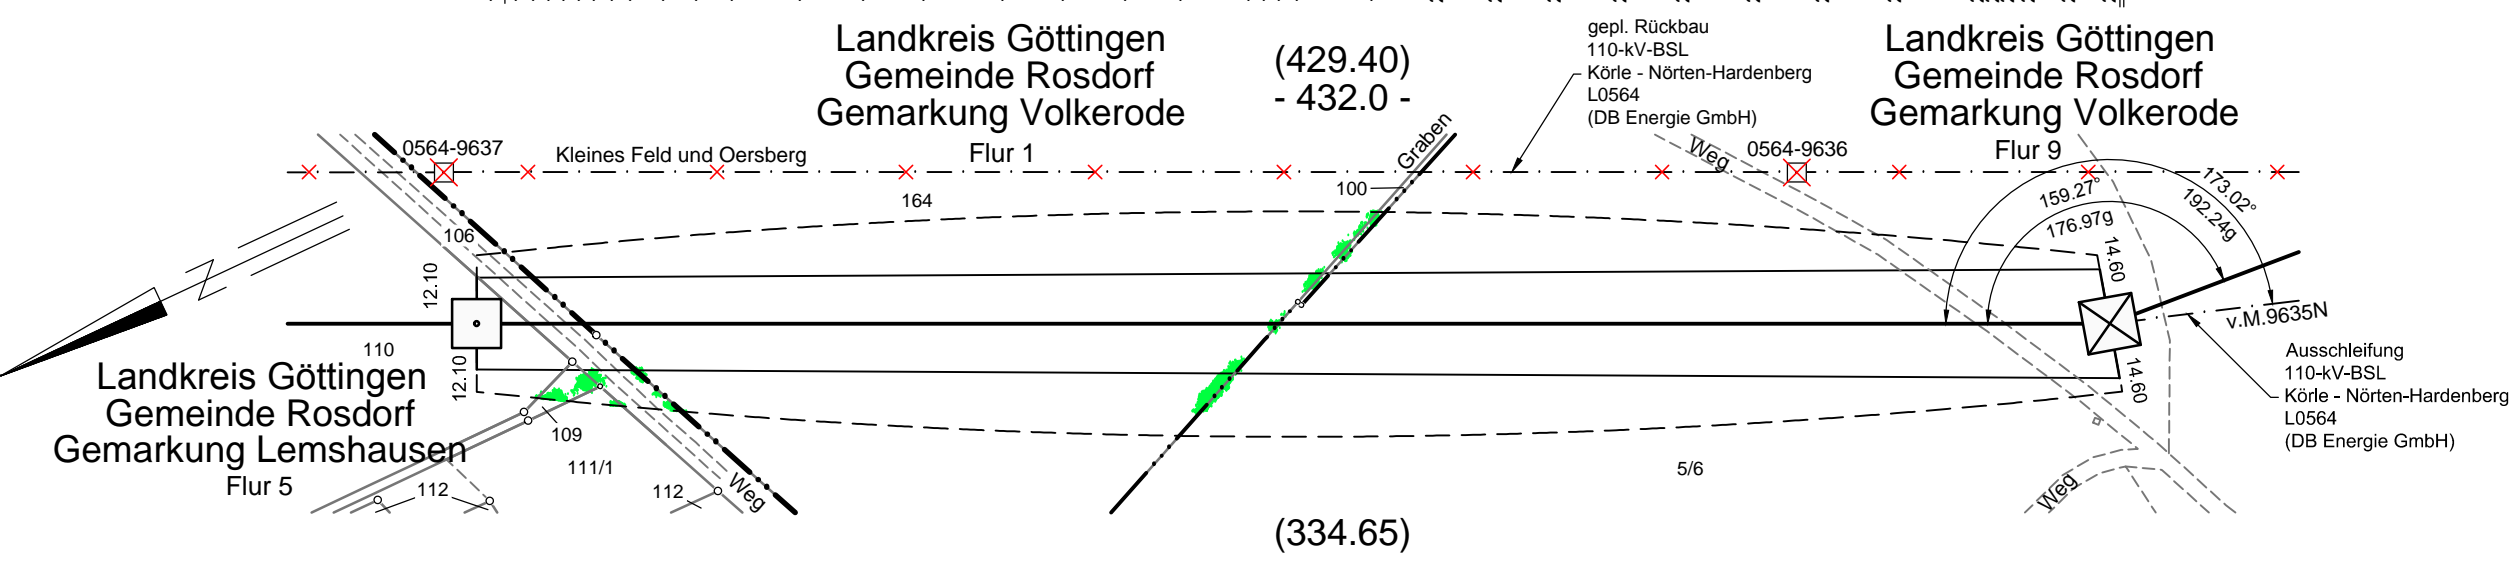 Landkreis Göttingen
Gemeinde Rosdorf
Gemarkung Volkerode
Flur 1
(429.40)
- 432.0 -
gepl. Rückbau
110-kV-BSL
Körle - Nörten-Hardenberg
L0564
(DB Energie GmbH)
Landkreis Göttingen
Gemeinde Rosdorf
Gemarkung Volkerode
Flur 9
0564-9637
Kleines Feld und Oersberg
Graben
Weg
0564-9636
164
100
106
159.27°
176.97g
173.02°
192.24g
N
12.10
12.10
14.60
14.60
v.M.9635N
110
Landkreis Göttingen
Gemeinde Rosdorf
Gemarkung Lemshausen
Flur 5
109
111/1
112
112
Weg
5/6
Weg
Ausschleifung
110-kV-BSL
Körle - Nörten-Hardenberg
L0564
(DB Energie GmbH)
(334.65)